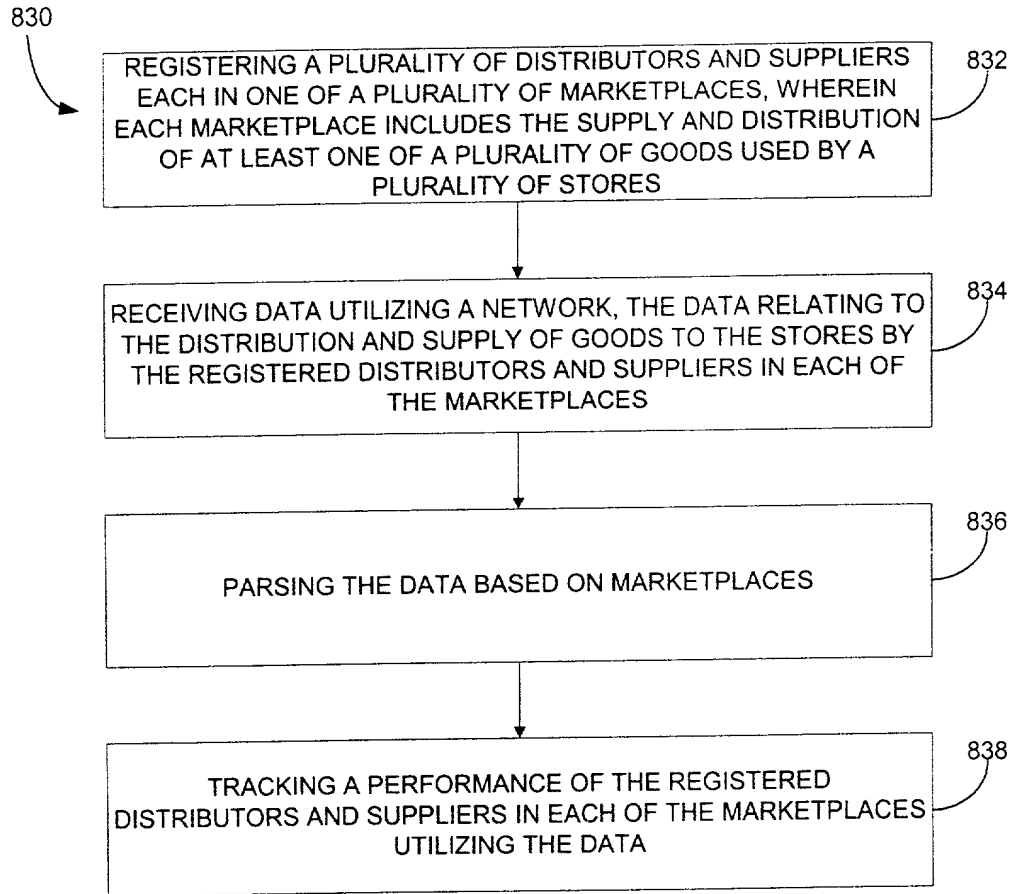 830
REGISTERING A PLURALITY OF DISTRIBUTORS AND SUPPLIERS
EACH IN ONE OF A PLURALITY OF MARKETPLACES, WHEREIN
EACH MARKETPLACE INCLUDES THE SUPPLY AND DISTRIBUTION
OF AT LEAST ONE OF A PLURALITY OF GOODS USED BY A
PLURALITY OF STORES
832
RECEIVING DATA UTILIZING A NETWORK, THE DATA RELATING TO
THE DISTRIBUTION AND SUPPLY OF GOODS TO THE STORES BY
THE REGISTERED DISTRIBUTORS AND SUPPLIERS IN EACH OF
THE MARKETPLACES
834
PARSING THE DATA BASED ON MARKETPLACES
836
TRACKING A PERFORMANCE OF THE REGISTERED
DISTRIBUTORS AND SUPPLIERS IN EACH OF THE MARKETPLACES
UTILIZING THE DATA
838